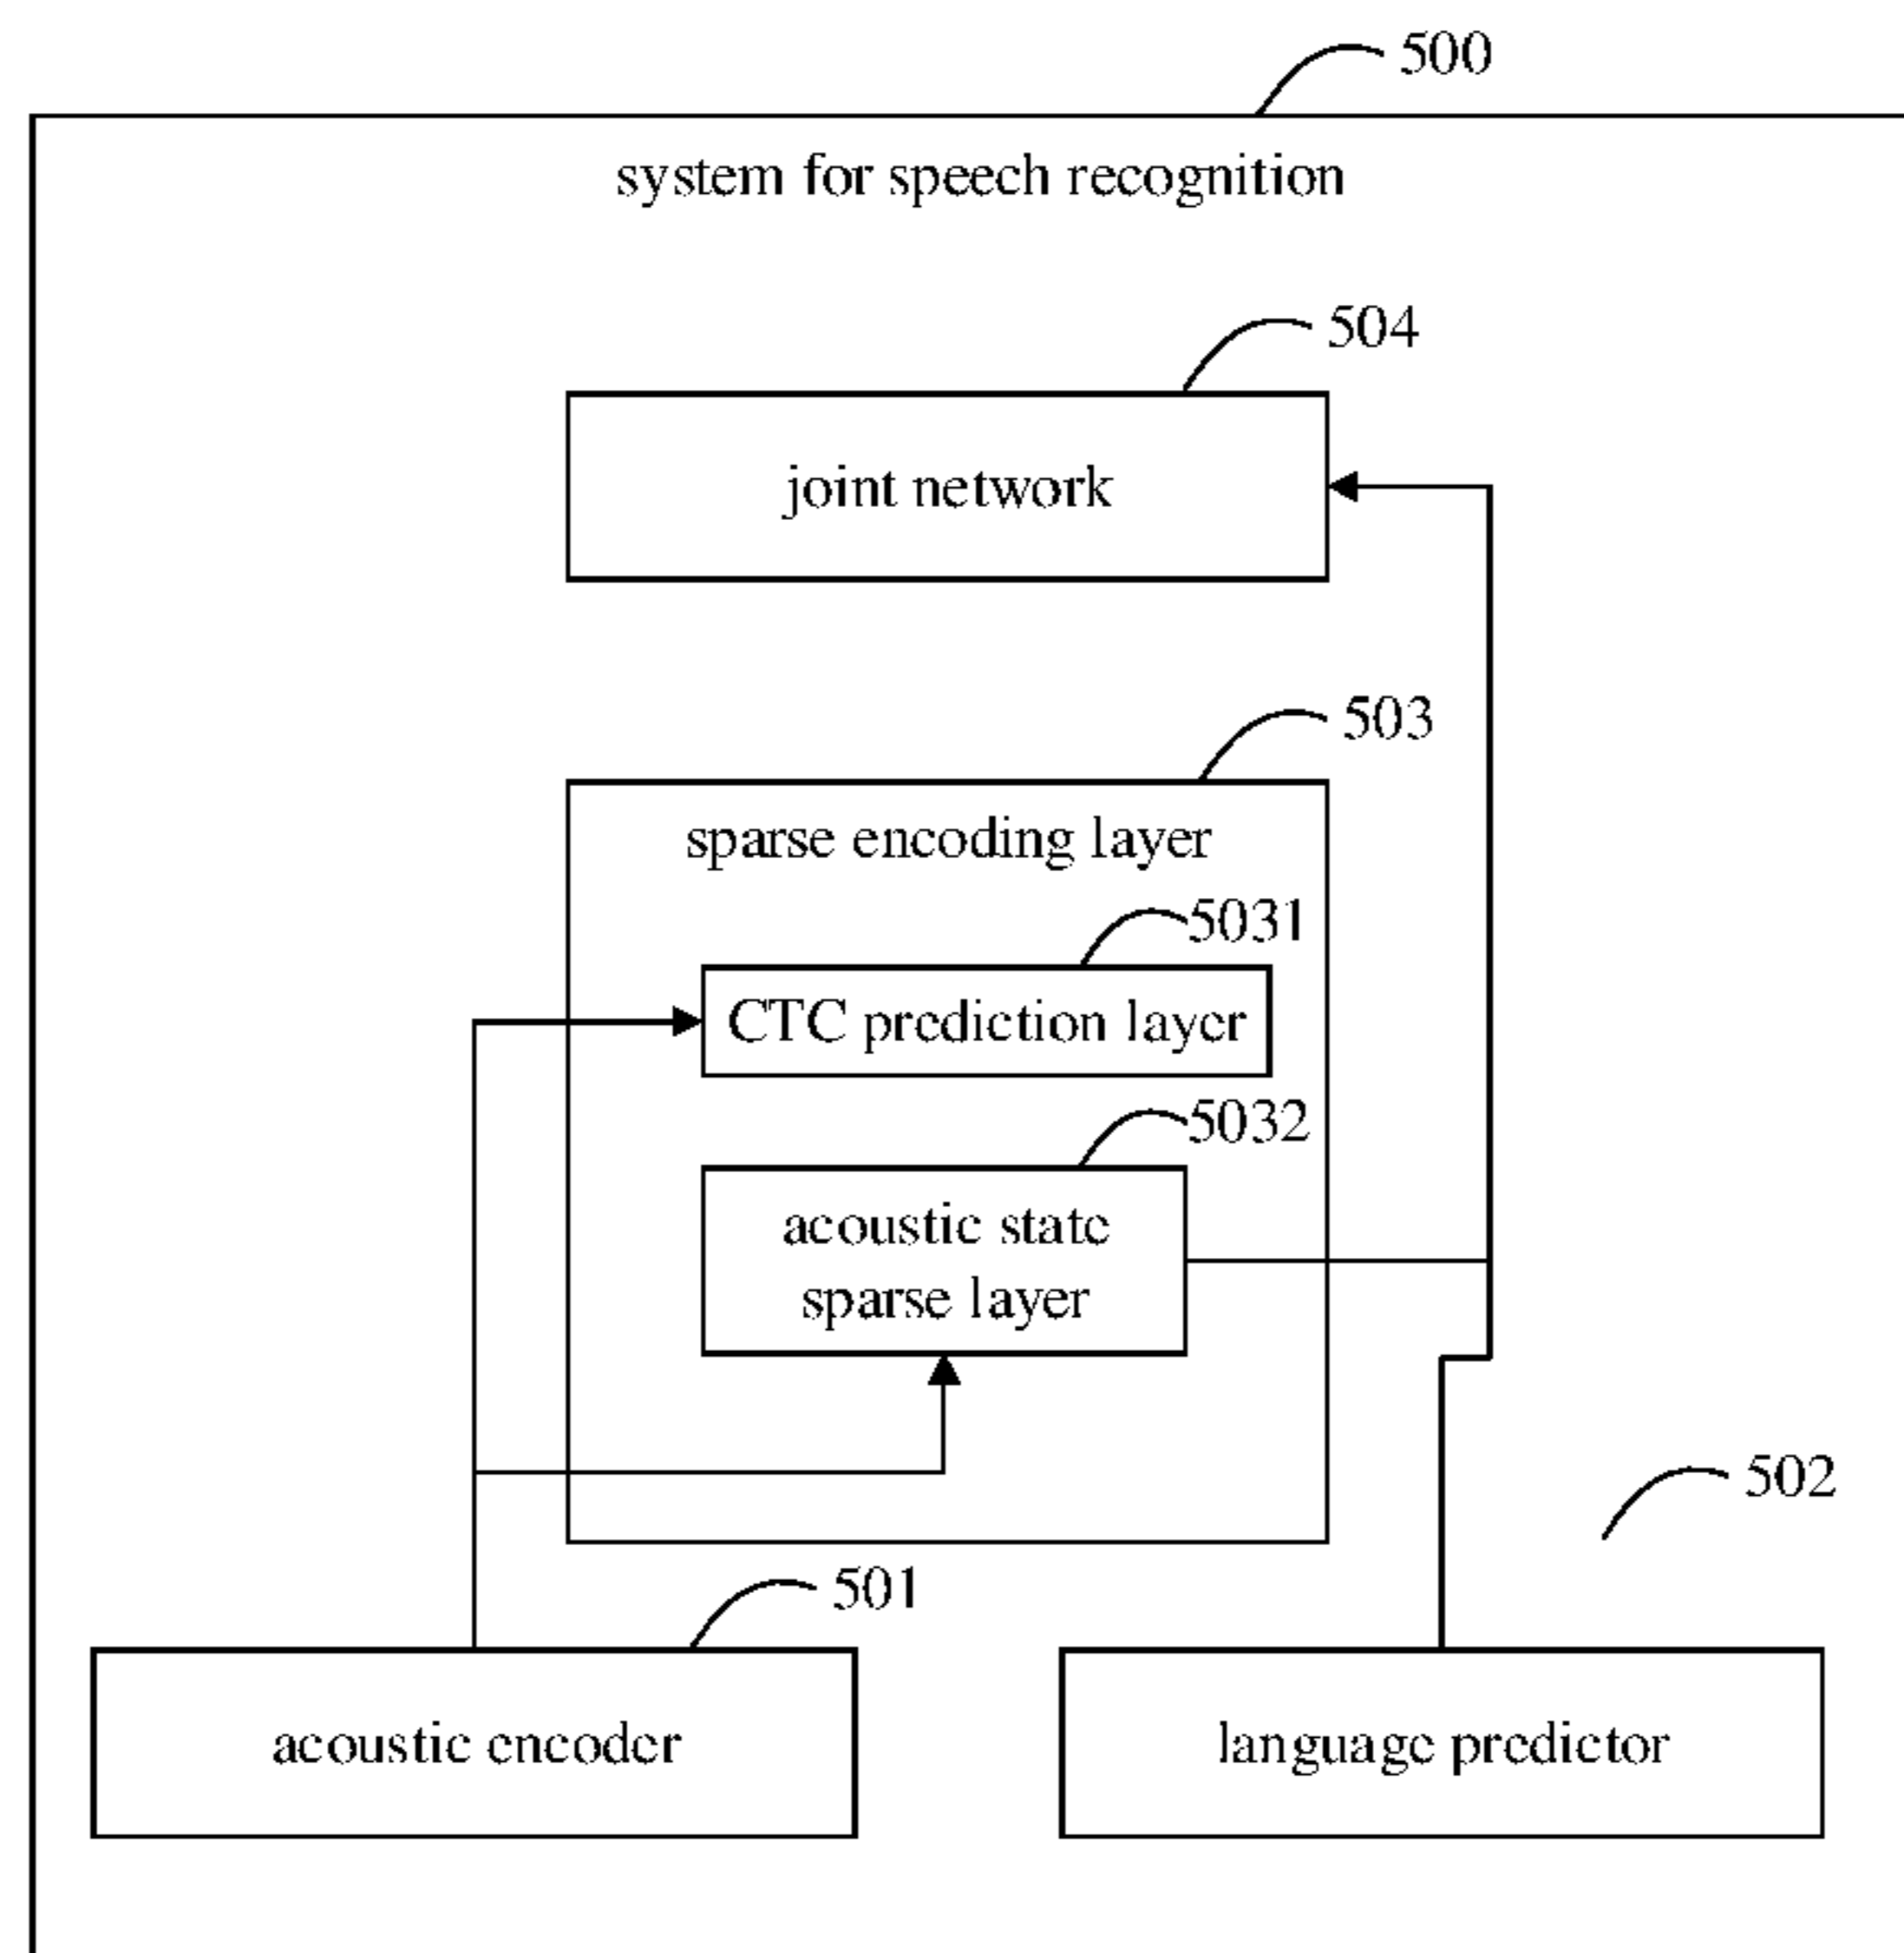 500
system for speech recognition
504
joint network
503
sparse encoding layer
5031
CTC prediction layer
5032
acoustic state
sparse layer
502
501
acoustic encoder
language predictor